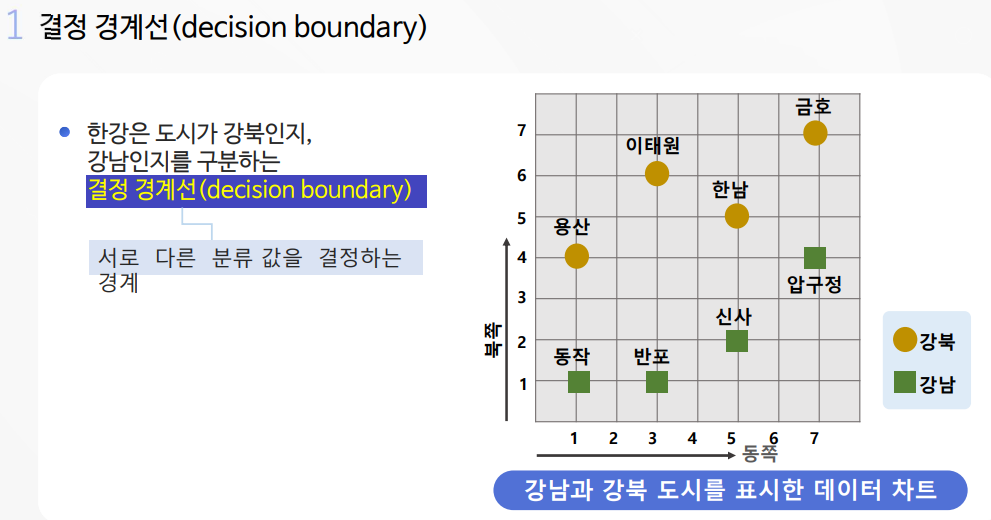 1 결정 경계선(decision boundary)
한강은 도시가 강북인지,
강남인지를 구분하는
결정 경계선(decision boundary)
서로 다른 분류 값을 결정하는
경계
금호
7
이태원
6
한남
5
용산
4
압구정
3
신사
2
동작
반포
1
북쪽
1 2 3 4 5 6 7
동쪽
강북
강남
강남과 강북 도시를 표시한 데이터 차트